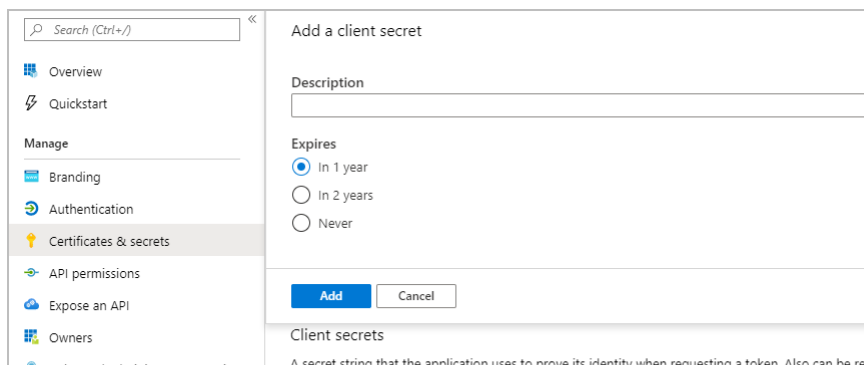 Search (Ctrl+/)
«
Overview
Quickstart
Manage
Branding
Authentication
Certificates & secrets
API permissions
Expose an API
Owners
Add a client secret
Description
Expires
In 1 year
In 2 years
Never
Add
Cancel
Client secrets
A secret string that the application uses to prove its identity when requesting a token. Also can be re